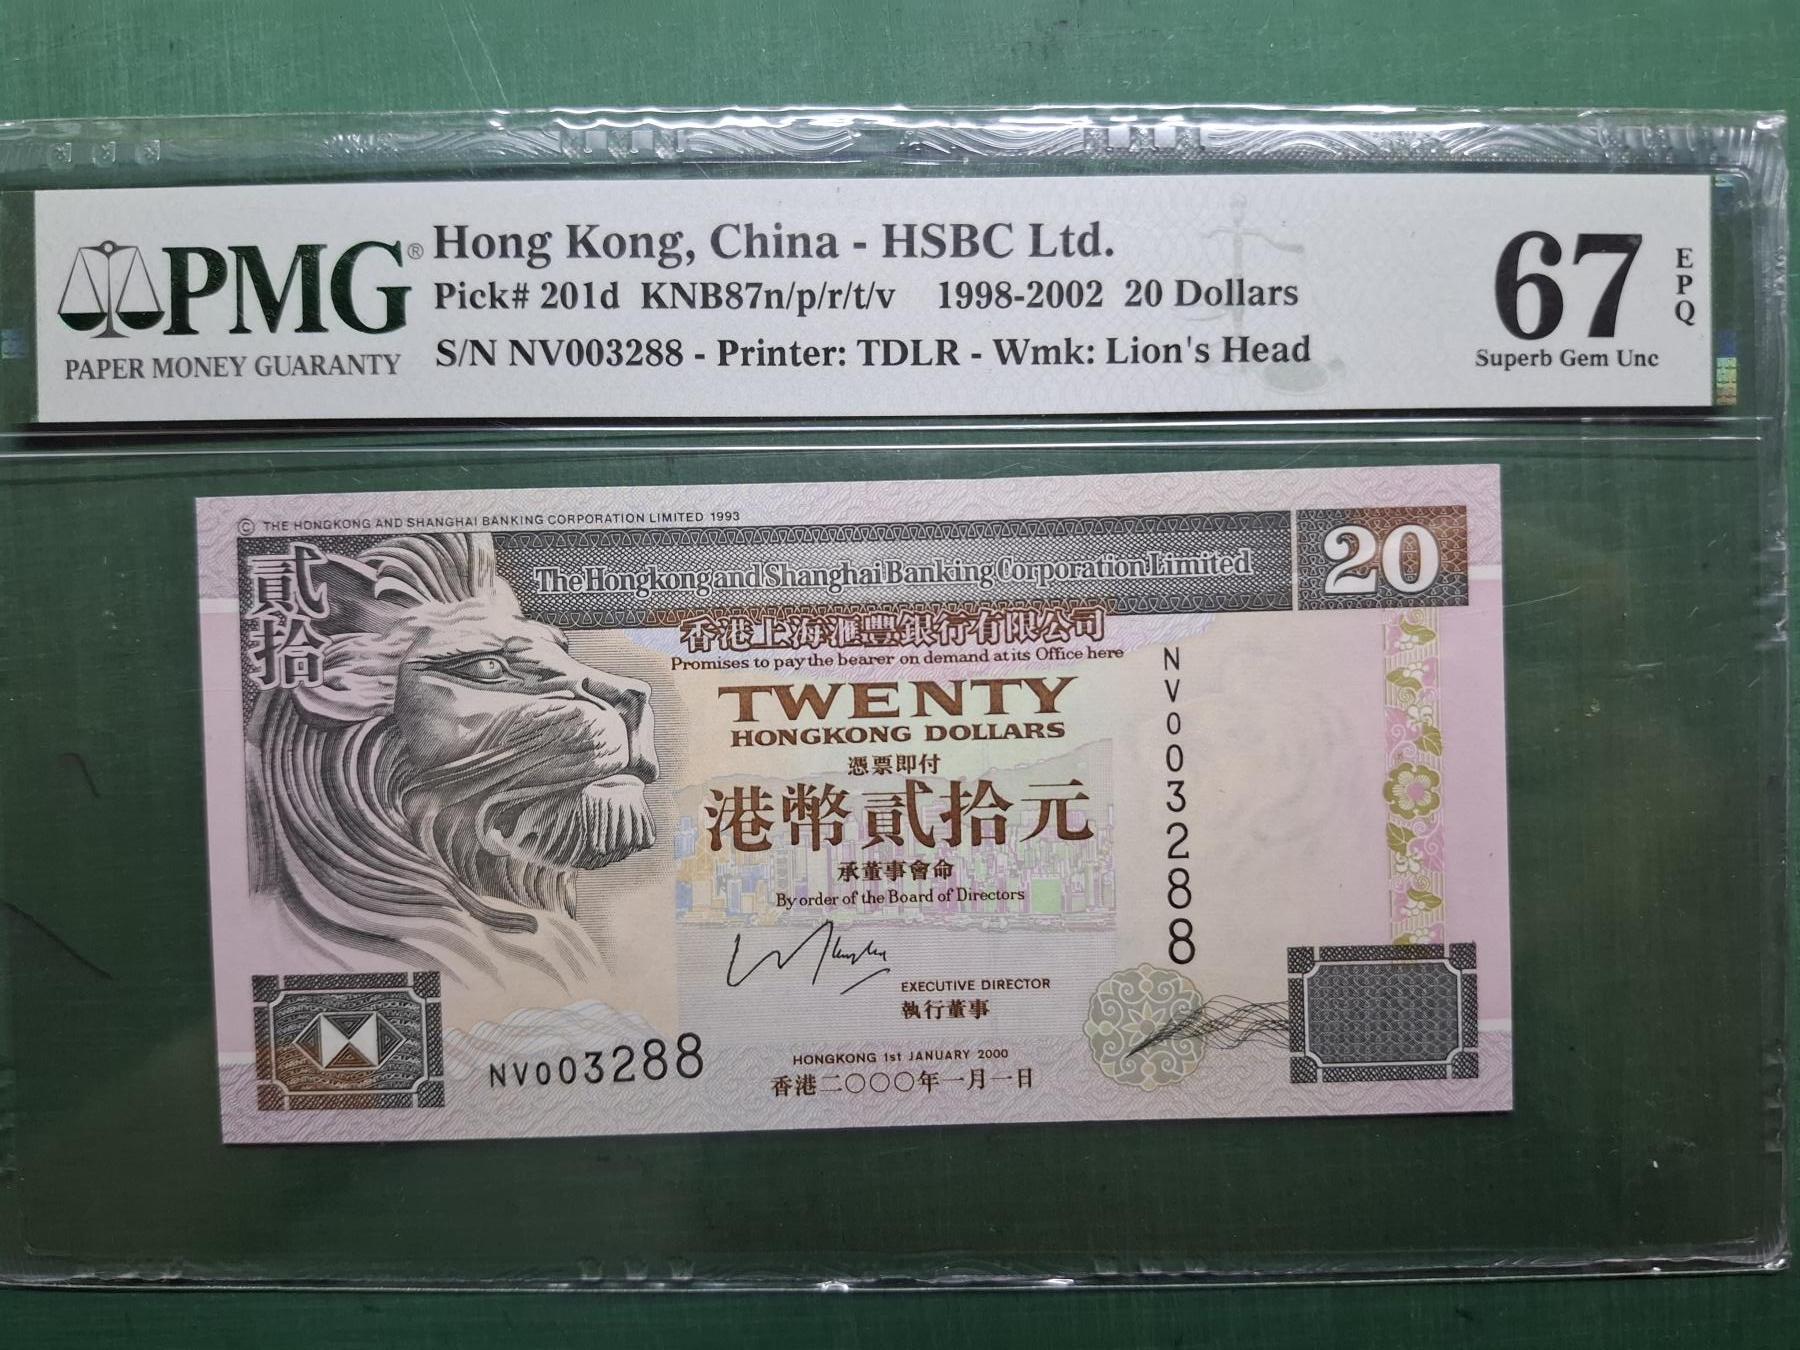 PMG®
PAPER MONEY GUARANTY
Hong Kong, China - HSBC Ltd.
Pick# 201d KNB87n/p/r/t/v 1998-2002 20 Dollars
S/N NV003288 - Printer: TDLR - Wmk: Lion's Head
67
EPQ
Superb Gem Unc
© THE HONGKONG AND SHANGHAI BANKING CORPORATION LIMITED 1993
貳拾
The Hongkong and Shanghai Banking Corporation Limited
20
香港上海滙豐銀行有限公司
Promises to pay the bearer on demand at its Office here
TWENTY
HONGKONG DOLLARS
憑票即付
港幣貳拾元
承董事會命
By order of the Board of Directors
NV003288
EXECUTIVE DIRECTOR
執行董事
NV003288
HONGKONG 1st JANUARY 2000
香港二〇〇〇年一月一日